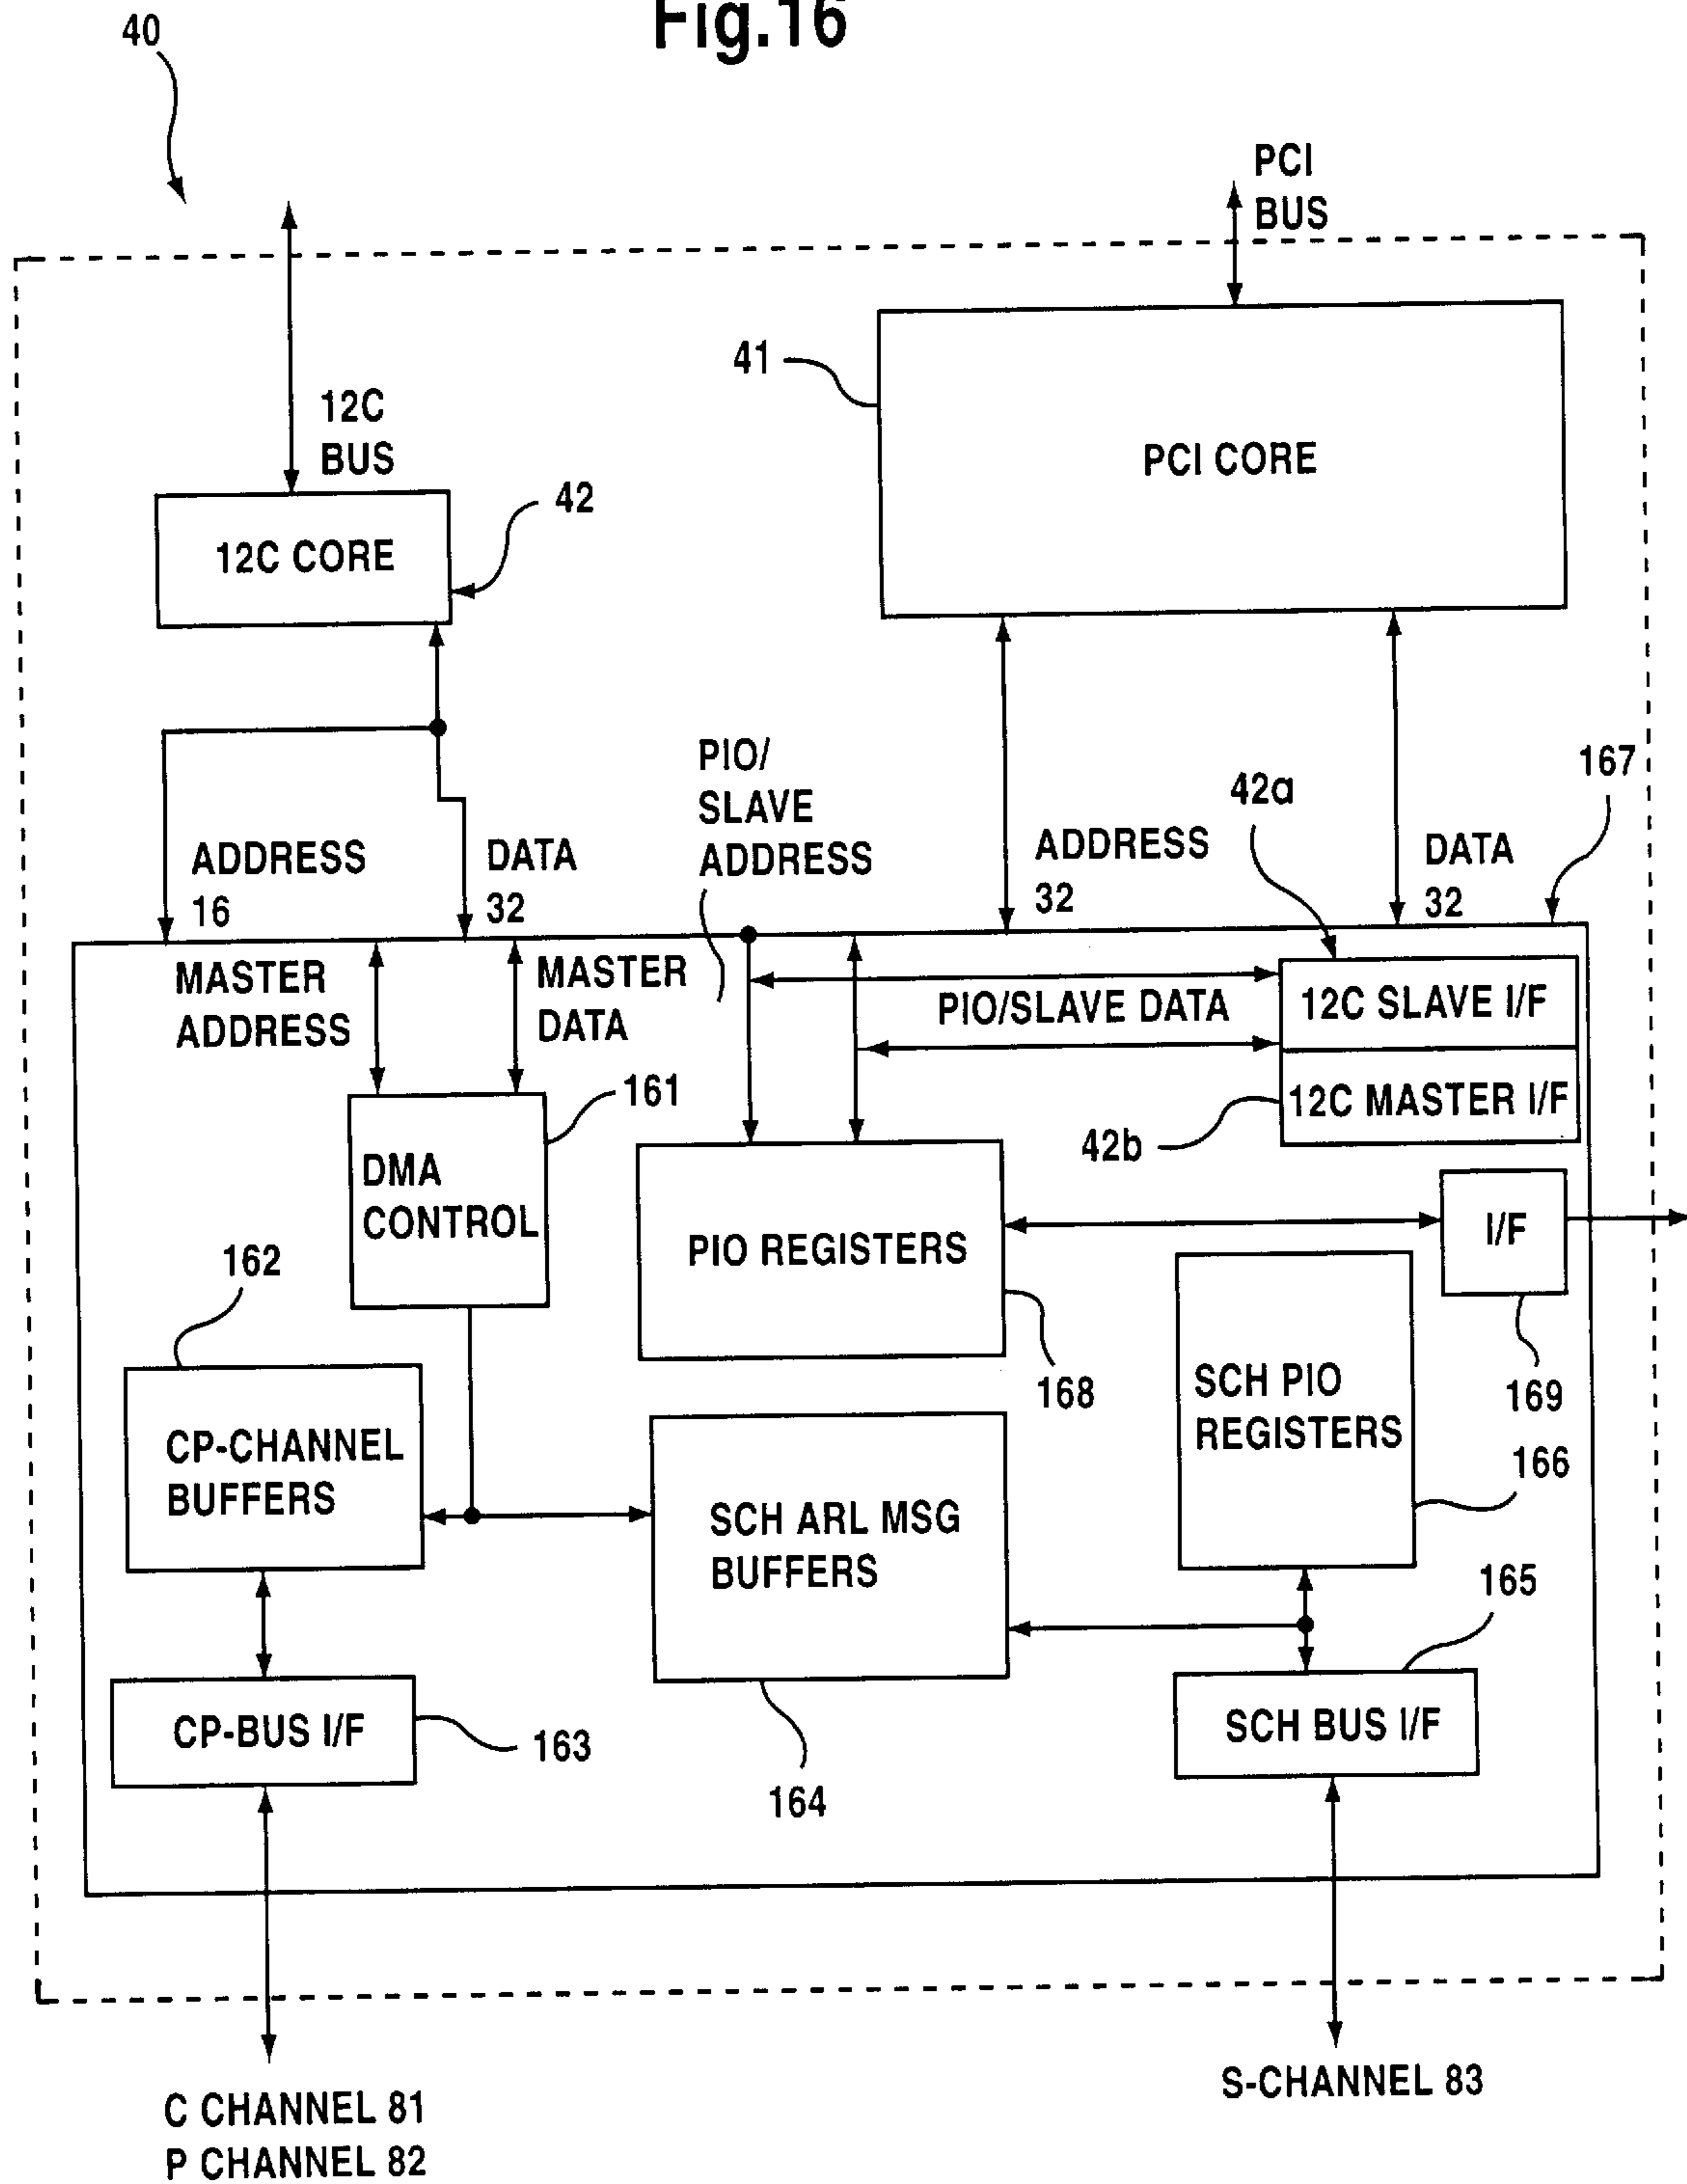 Fig.16
40
PCI
BUS
41
12C
BUS
PCI CORE
42
12C CORE
PIO/
SLAVE
ADDRESS
167
42a
ADDRESS
16
DATA
32
ADDRESS
32
DATA
32
MASTER
ADDRESS
MASTER
DATA
PIO/SLAVE DATA
12C SLAVE I/F
12C MASTER I/F
42b
161
DMA
CONTROL
PIO REGISTERS
I/F
162
168
169
SCH PIO
REGISTERS
166
CP-CHANNEL
BUFFERS
SCH ARL MSG
BUFFERS
165
CP-BUS I/F
163
164
SCH BUS I/F
S-CHANNEL 83
C CHANNEL 81
P CHANNEL 82